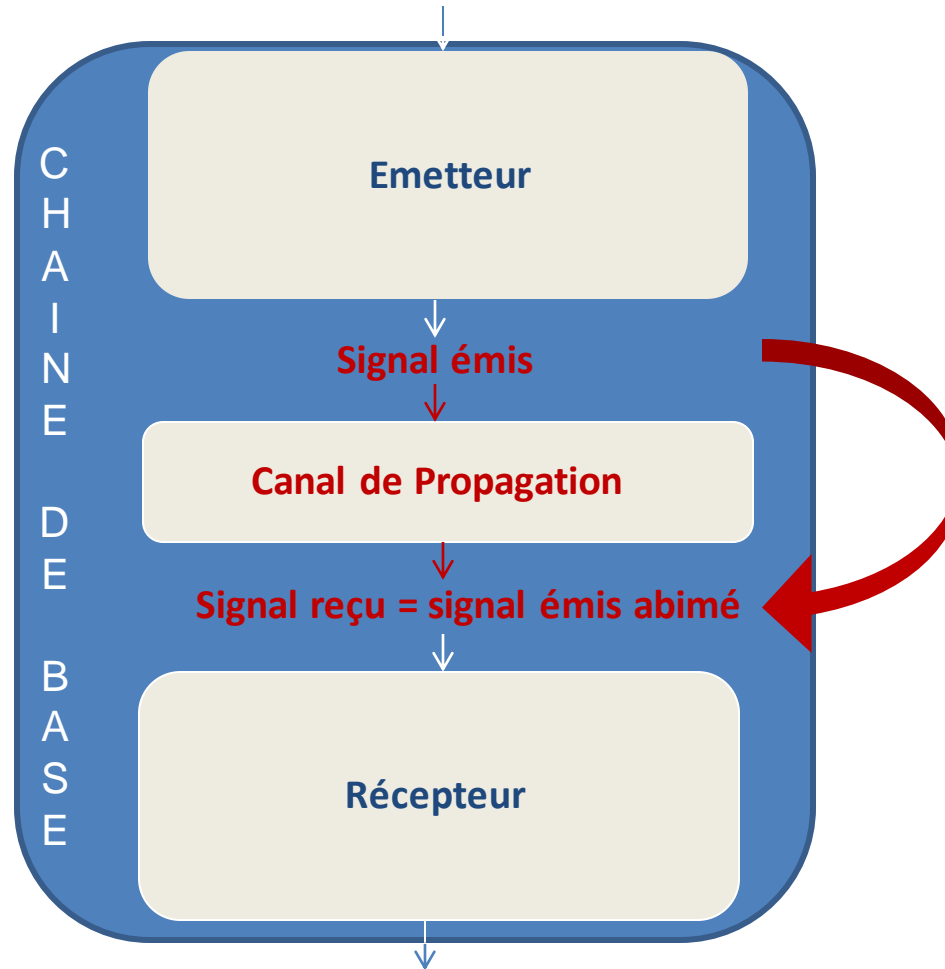 CHAINE DE BASE
Emetteur
Signal émis
Canal de Propagation
Signal reçu = signal émis abimé
Récepteur